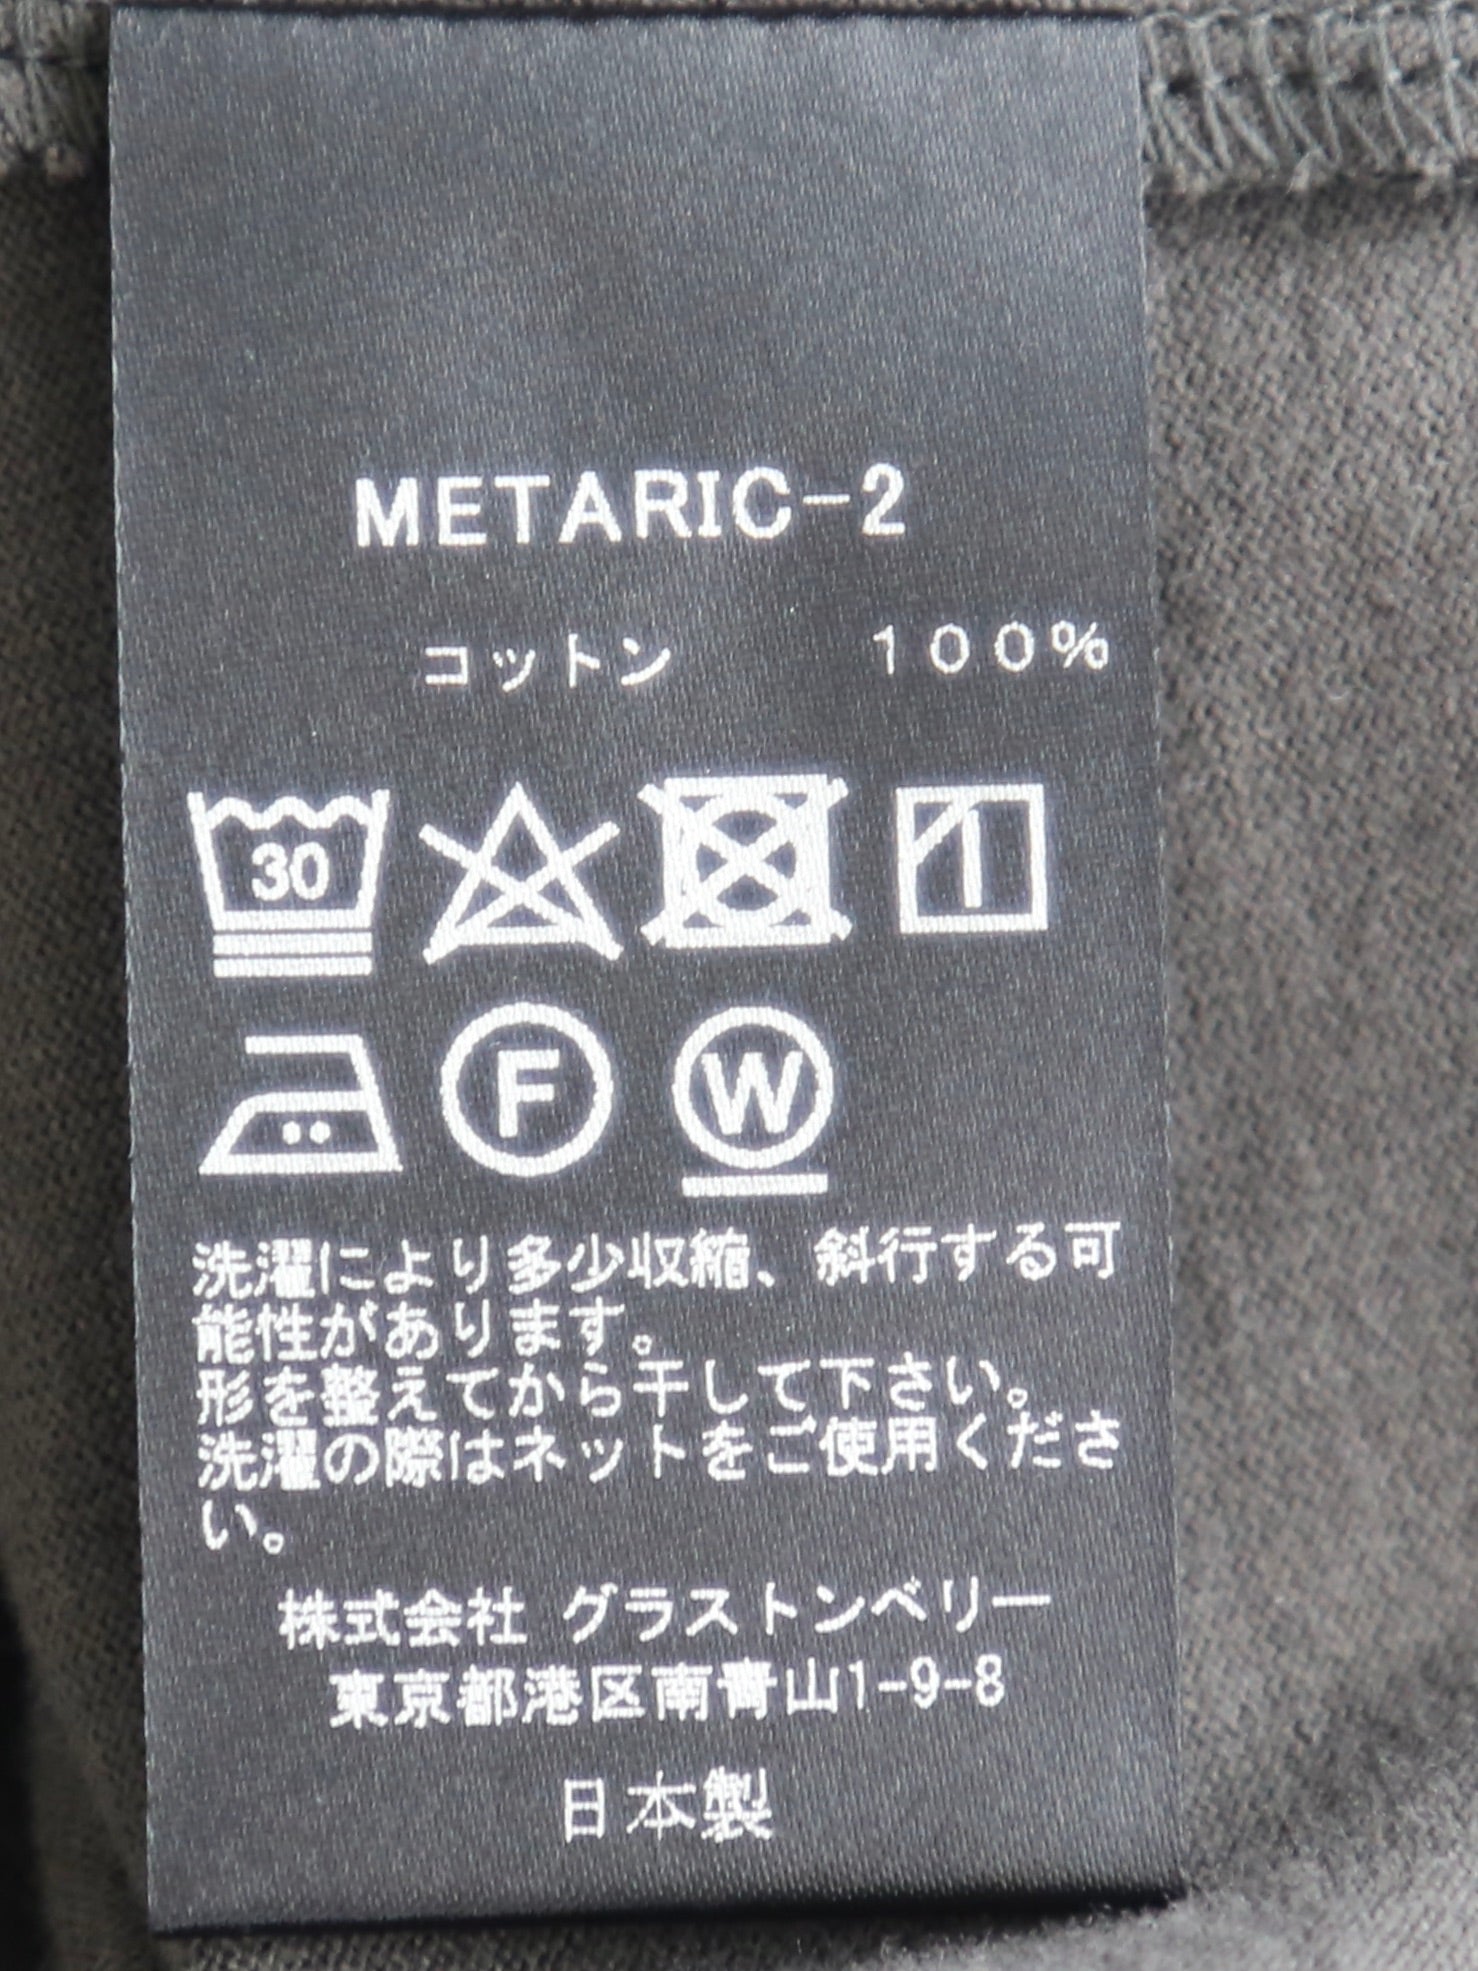 METARIC-2
コットン 100%
30
F W
洗濯により多少収縮、斜行する可
能性があります。
形を整えてから干して下さい。
洗濯の際はネットをご使用くださ
い。
株式会社 グラストンベリー
東京都港区南青山1-9-8
日本製